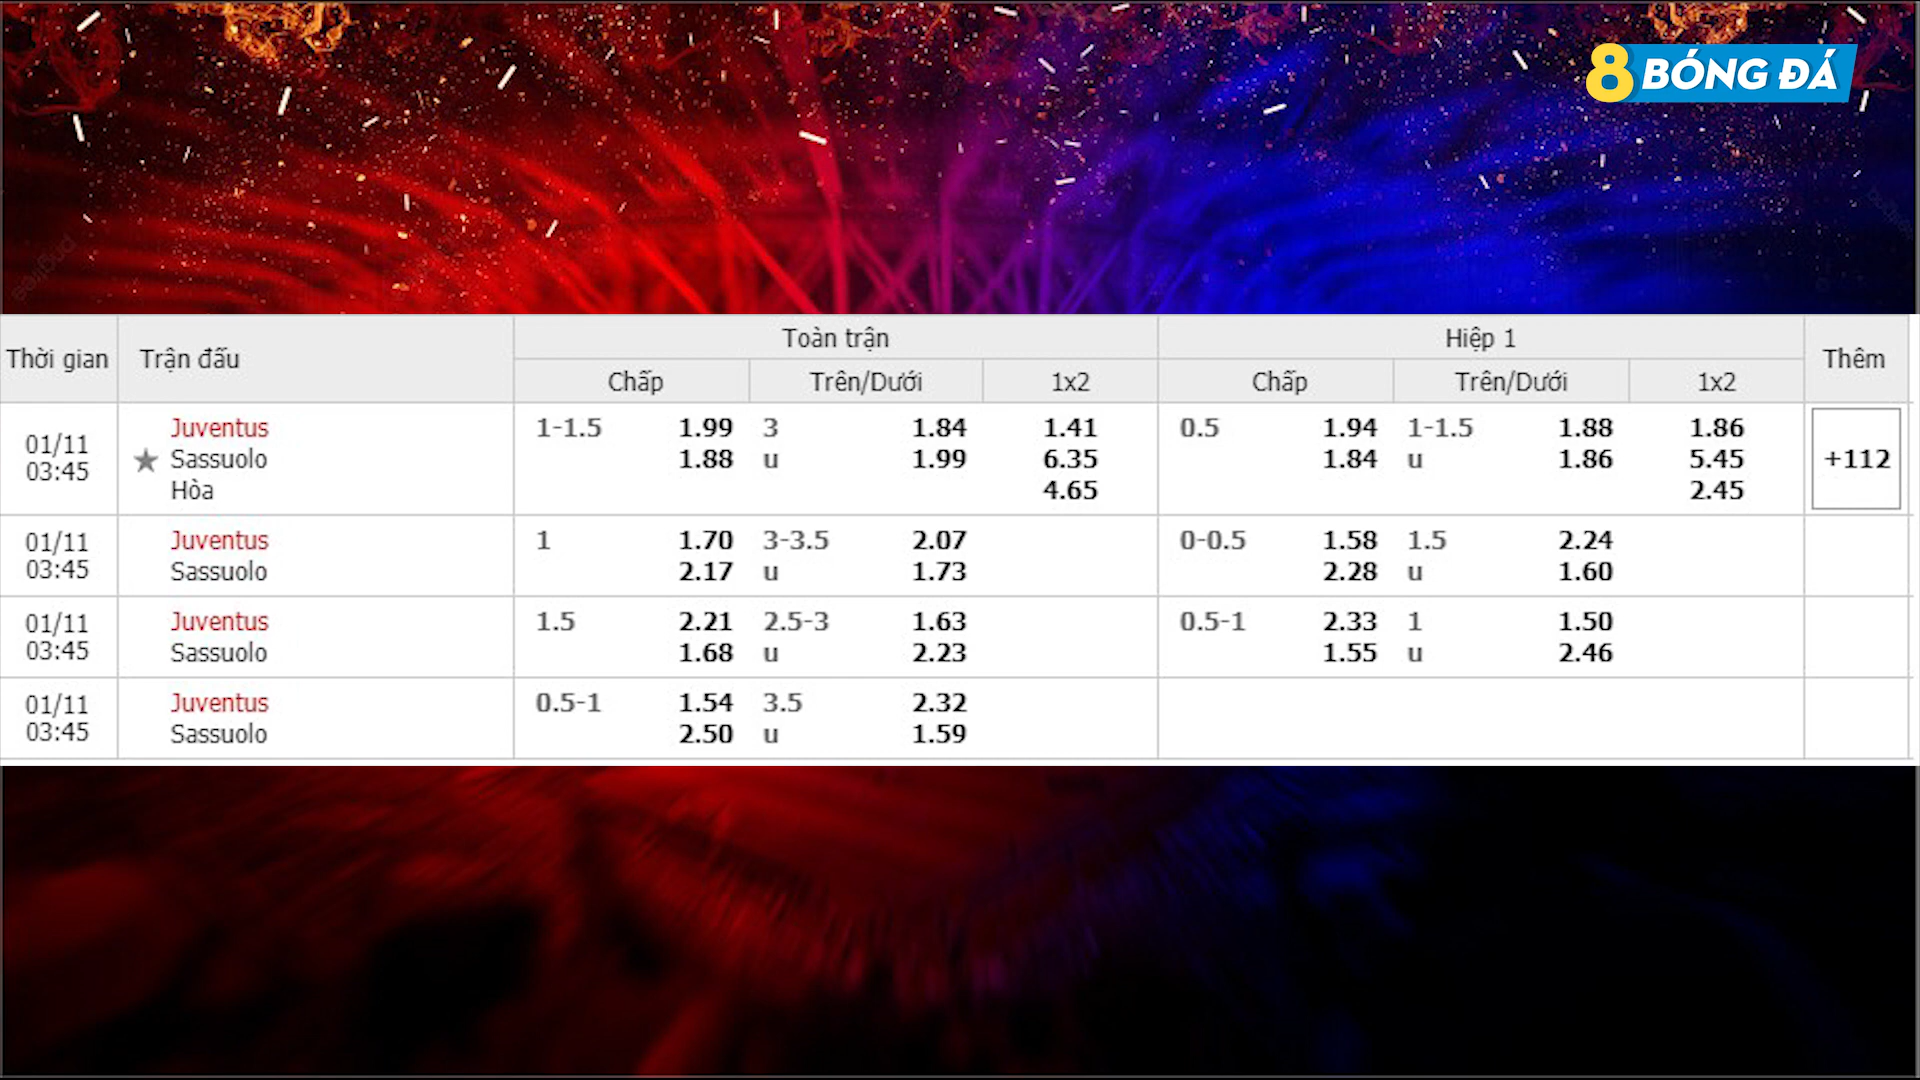 8 BÓNG ĐÁ
Thời gian Trận đấu Toàn trận Hiệp 1 Thêm
Chấp Trên/Dưới 1x2 Chấp Trên/Dưới 1x2
01/11 03:45 Juventus 1-1.5 1.99 3 1.84 1.41 0.5 1.94 1-1.5 1.88 1.86 +112
Sassuolo 1.88 u 1.99 6.35 1.84 u 1.86 5.45
Hòa 4.65 2.45
01/11 03:45 Juventus 1 1.70 3-3.5 2.07 0-0.5 1.58 1.5 2.24
Sassuolo 2.17 u 1.73 2.28 u 1.60
01/11 03:45 Juventus 1.5 2.21 2.5-3 1.63 0.5-1 2.33 1 1.50
Sassuolo 1.68 u 2.23 1.55 u 2.46
01/11 03:45 Juventus 0.5-1 1.54 3.5 2.32
Sassuolo 2.50 u 1.59